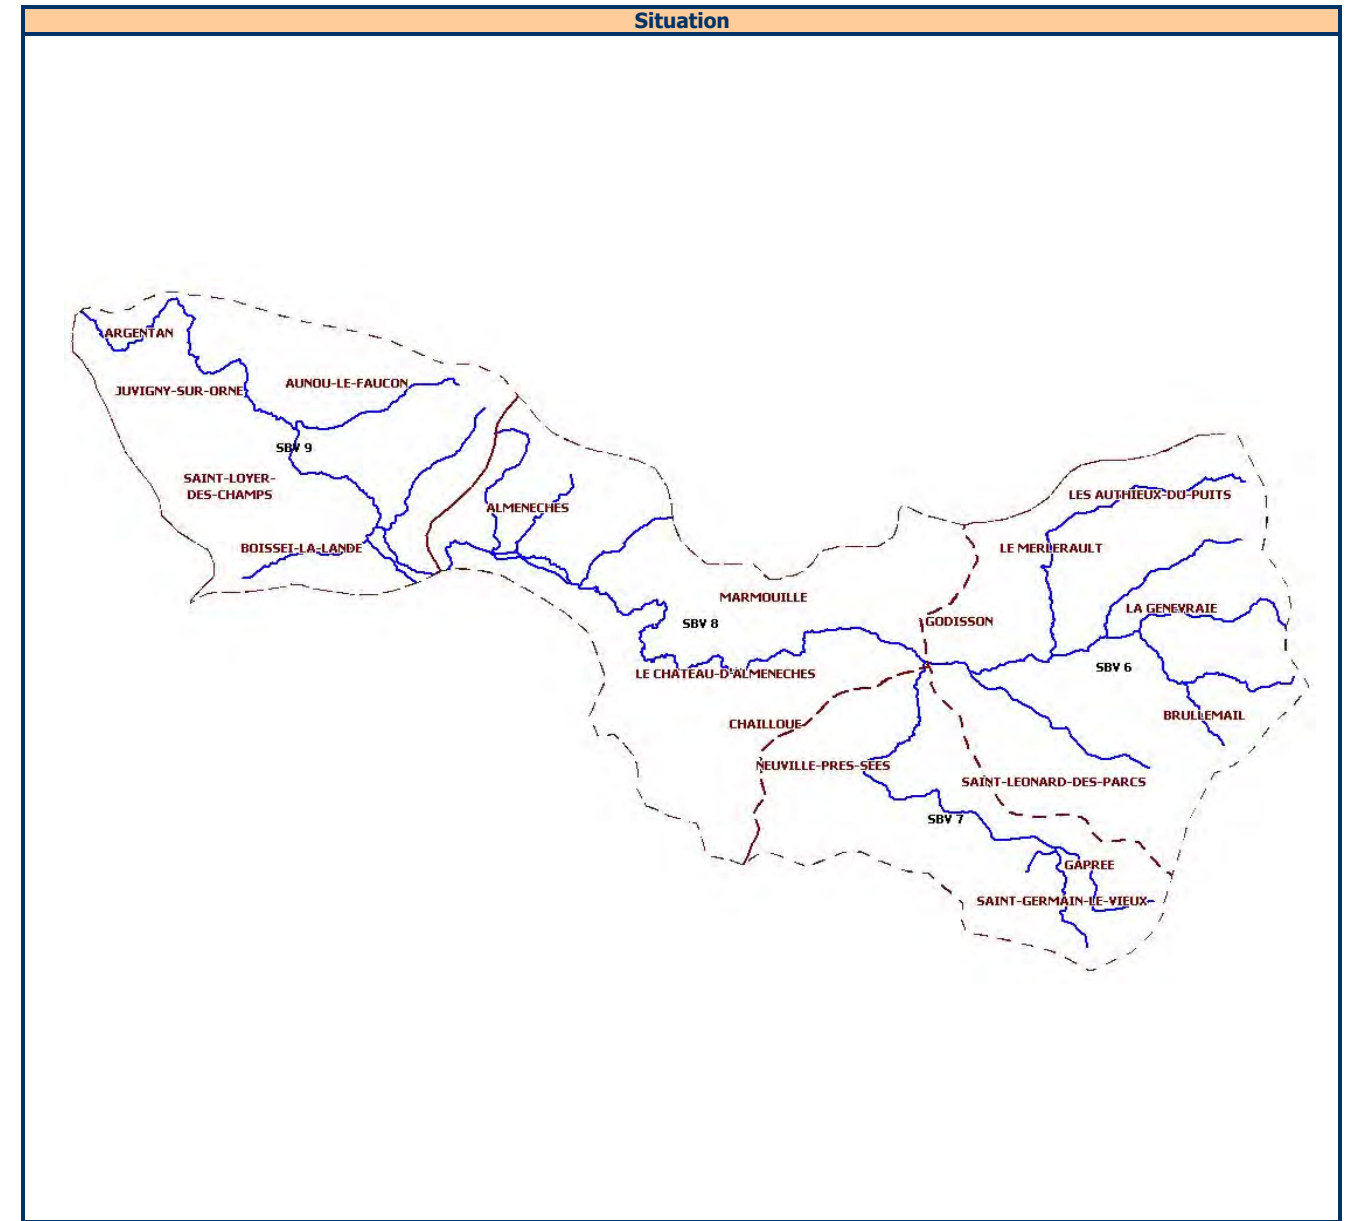 Situation
ARGENTAN
JUVIGNY-SUR-ORNE
AUNOU-LE-FAUCON
SBV 9
SAINT-LOYER-
DES-CHAMPS
BOISSEI-LA-LANDE
ALMENECHES
LES AUTHIEUX-DU-PUITS
LE MERLERAULT
MARMOUILLE
LA GENEVRAIE
SBV 8
GODISSON
SBV 6
LE CHATEAU-D'ALMENECHES
BRULLEMAIL
CHAILLOUE
NEUVILLE-PRES-SEES
SAINT-LEONARD-DES-PARCS
SBV 7
GAPREE
SAINT-GERMAIN-LE-VIEUX